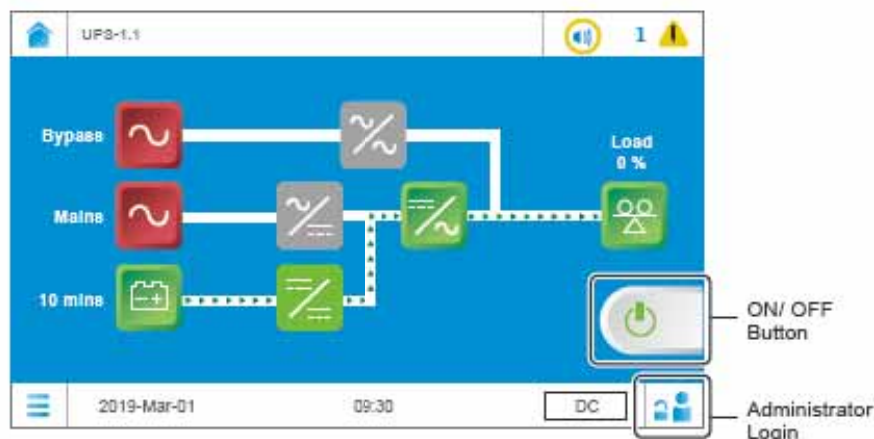 UPS-1.1
1
Bypass
Load
0 %
Mains
10 mins
ON/ OFF
Button
2019-Mar-01
09:30
DC
Administrator
Login